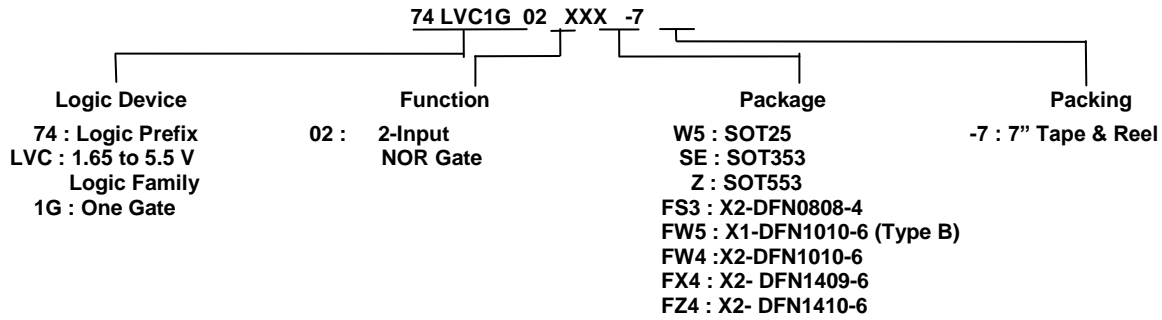 74 LVC1G 02 XXX -7
Logic Device
74 : Logic Prefix
LVC : 1.65 to 5.5 V
Logic Family
1G : One Gate
Function
02 : 2-Input
NOR Gate
Package
W5 : SOT25
SE : SOT353
Z : SOT553
FS3 : X2-DFN0808-4
FW5 : X1-DFN1010-6 (Type B)
FW4 :X2-DFN1010-6
FX4 : X2- DFN1409-6
FZ4 : X2- DFN1410-6
Packing
-7 : 7” Tape & Reel